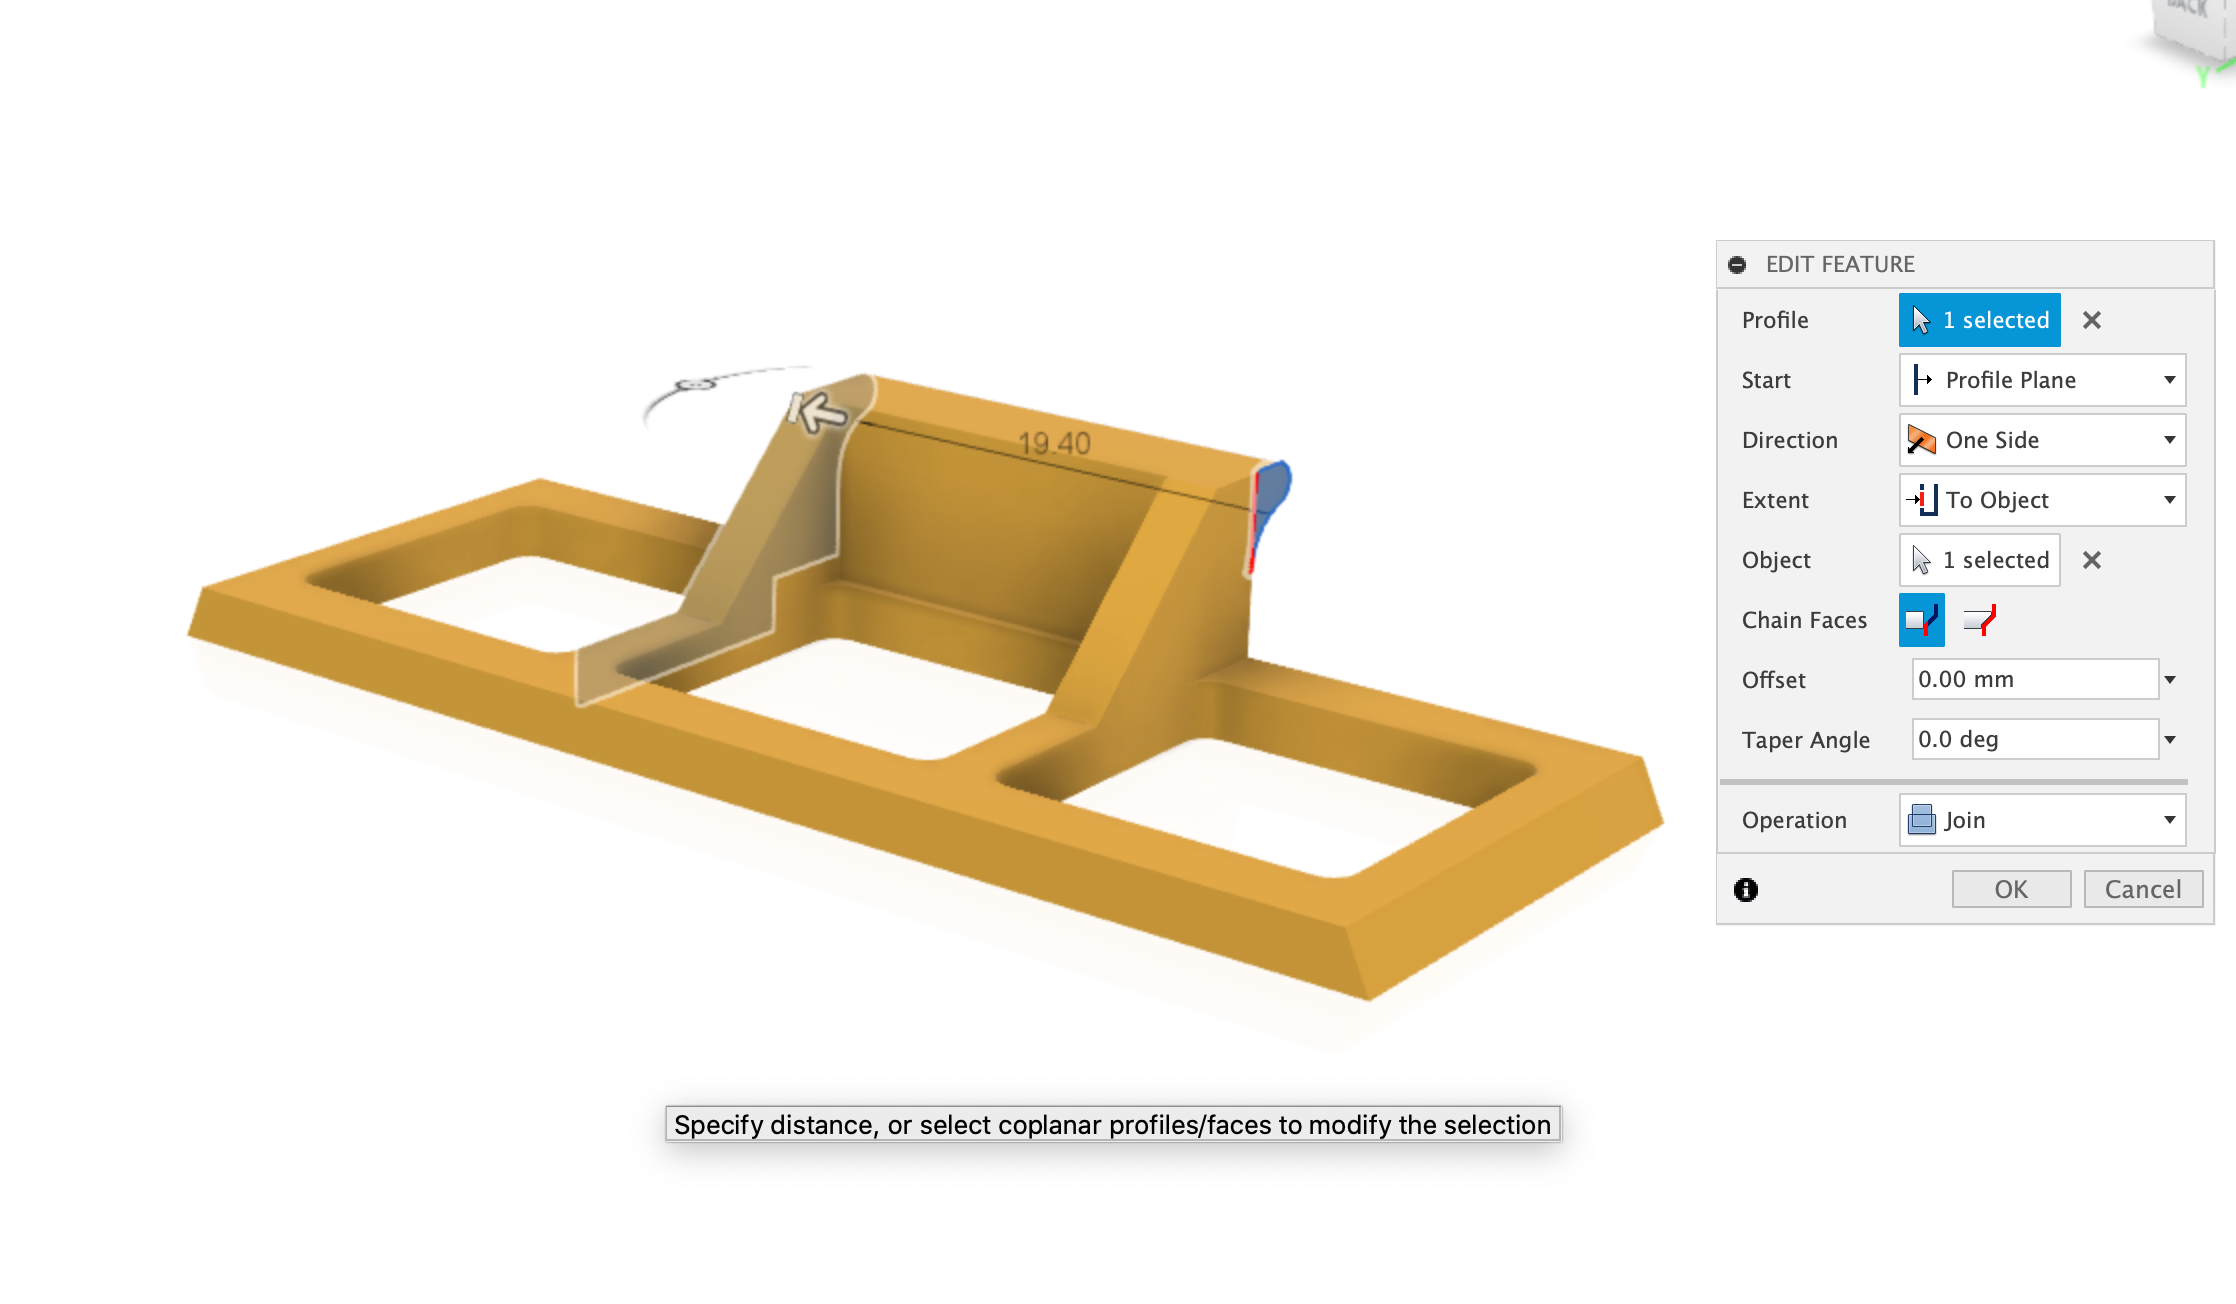 BACK
Y
EDIT FEATURE
Profile 1 selected
Start Profile Plane
Direction One Side
Extent To Object
Object 1 selected
Chain Faces
Offset 0.00 mm
Taper Angle 0.0 deg
Operation Join
OK Cancel
19.40
Specify distance, or select coplanar profiles/faces to modify the selection